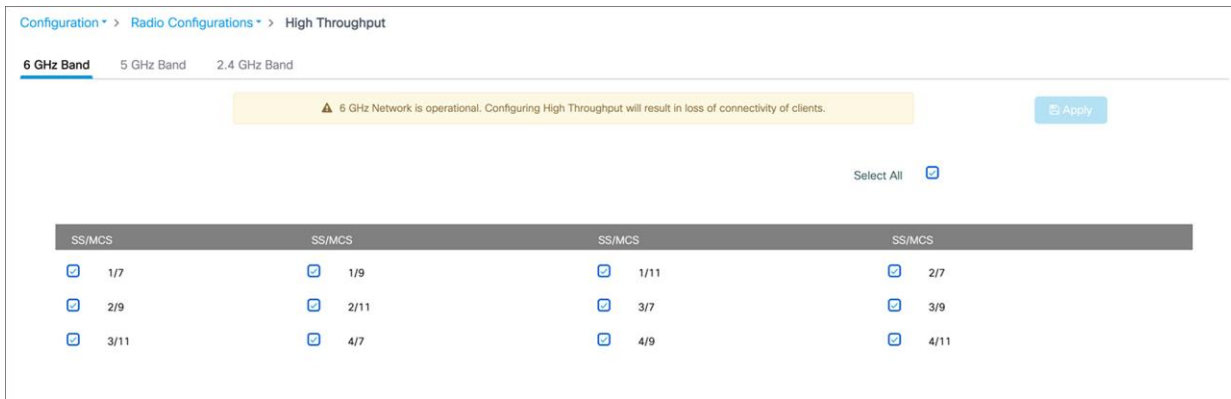 Configuration > Radio Configurations > High Throughput
6 GHz Band 5 GHz Band 2.4 GHz Band
6 GHz Network is operational. Configuring High Throughput will result in loss of connectivity of clients. Apply
Select All
SS/MCS SS/MCS SS/MCS SS/MCS
1/7 1/9 1/11 2/7
2/9 2/11 3/7 3/9
3/11 4/7 4/9 4/11